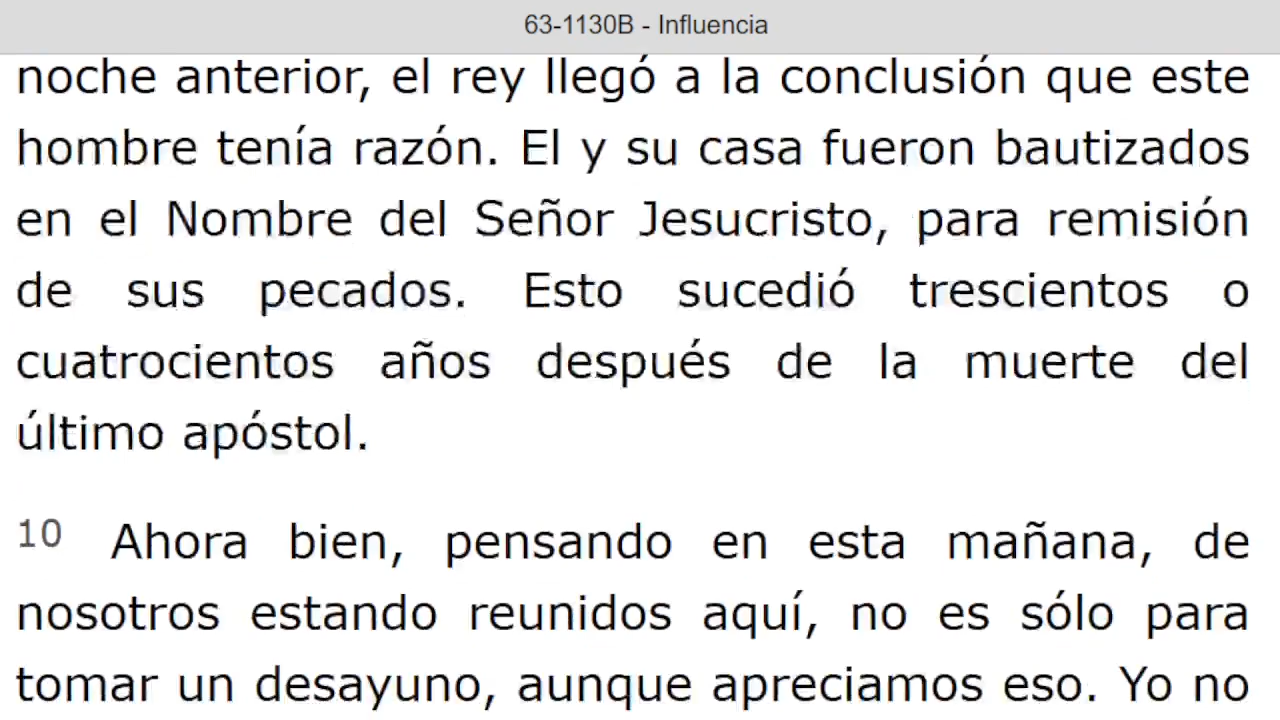 63-1130B - Influencia
noche anterior, el rey llegó a la conclusión que este
hombre tenía razón. El y su casa fueron bautizados
en el Nombre del Señor Jesucristo, para remisión
de sus pecados. Esto sucedió trescientos o
cuatrocientos años después de la muerte del
último apóstol.
10 Ahora bien, pensando en esta mañana, de
nosotros estando reunidos aquí, no es sólo para
tomar un desayuno, aunque apreciamos eso. Yo no